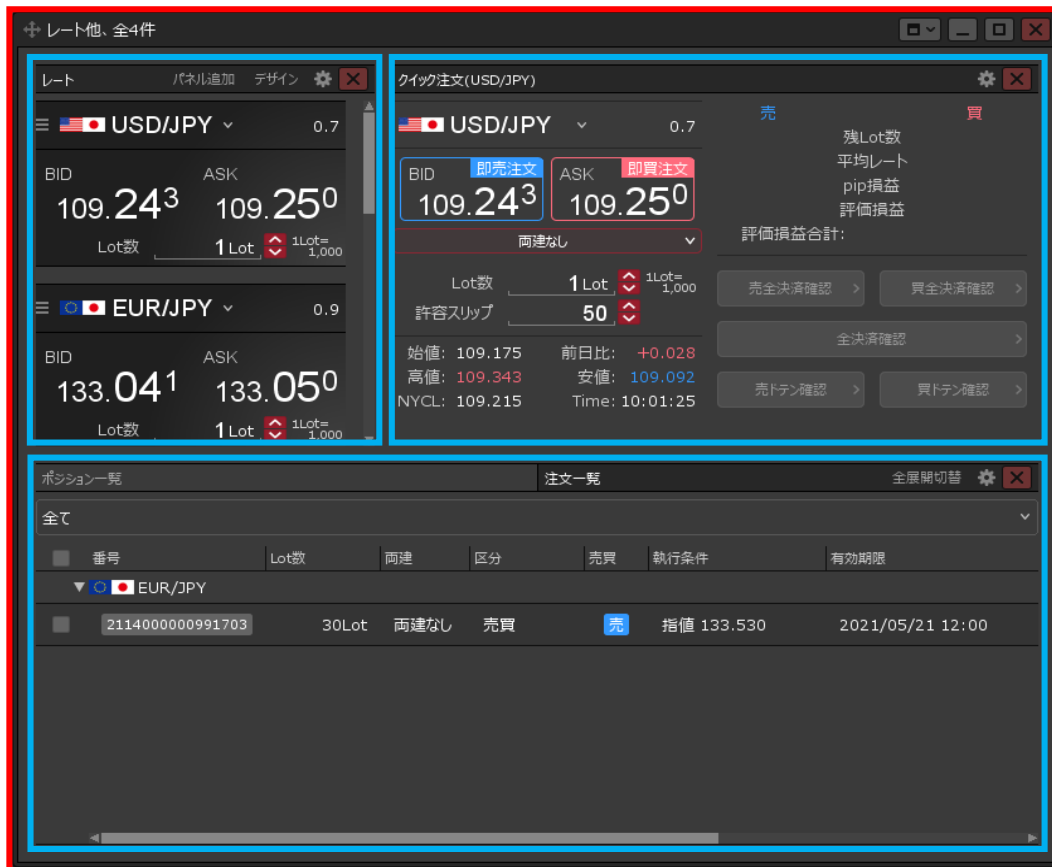 レート他、全4件
レート パネル追加 デザイン
USD/JPY 0.7
BID ASK
109.243 109.250
Lot数 1 Lot 1Lot= 1,000
EUR/JPY 0.9
BID ASK
133.041 133.050
Lot数 1 Lot 1Lot= 1,000
クイック注文(USD/JPY)
USD/JPY 0.7
BID 即売注文 ASK 即買注文
109.243 109.250
両建なし
Lot数 1 Lot 1Lot= 1,000
許容スリップ 50
始値: 109.175 前日比: +0.028
高値: 109.343 安値: 109.092
NYCL: 109.215 Time: 10:01:25
売 買
残Lot数
平均レート
pip損益
評価損益
評価損益合計:
売全決済確認 買全決済確認
全決済確認
売ドテン確認 買ドテン確認
ポジション一覧 注文一覧 全展開切替
全て
番号 Lot数 両建 区分 売買 執行条件 有効期限
EUR/JPY
2114000000991703 30Lot 両建なし 売買 売 指値 133.530 2021/05/21 12:00